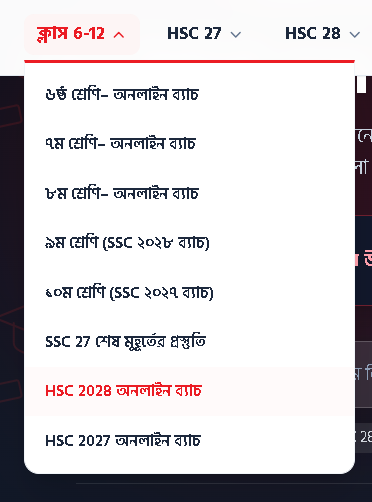 ক্লাস 6-12 HSC 27 HSC 28
৬ষ্ঠ শ্রেণি– অনলাইন ব্যাচ
৭ম শ্রেণি– অনলাইন ব্যাচ
৮ম শ্রেণি– অনলাইন ব্যাচ
৯ম শ্রেণি (SSC ২০২৮ ব্যাচ)
১০ম শ্রেণি (SSC ২০২৭ ব্যাচ)
SSC 27 শেষ মুহূর্তের প্রস্তুতি
HSC 2028 অনলাইন ব্যাচ
HSC 2027 অনলাইন ব্যাচ